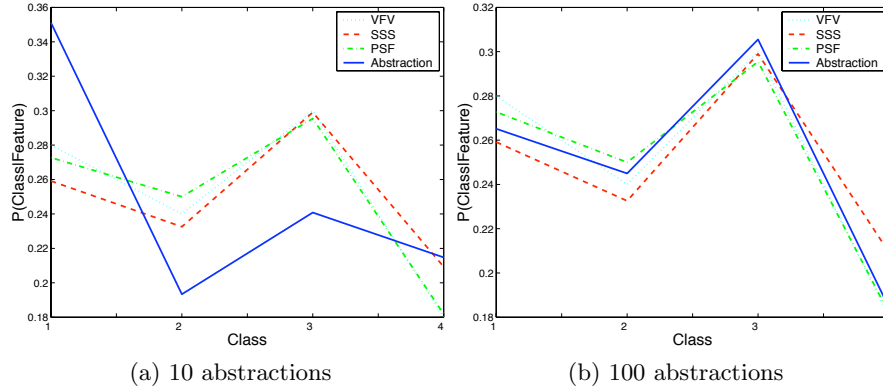 0.36
0.34
0.32
0.3
0.28
0.26
0.24
0.22
0.2
0.18
P(Class|Feature)
1
2
3
4
Class
VFV
SSS
PSF
Abstraction
(a) 10 abstractions
0.32
0.3
0.28
0.26
0.24
0.22
0.2
0.18
P(Class|Feature)
1
2
3
Class
VFV
SSS
PSF
Abstraction
(b) 100 abstractions